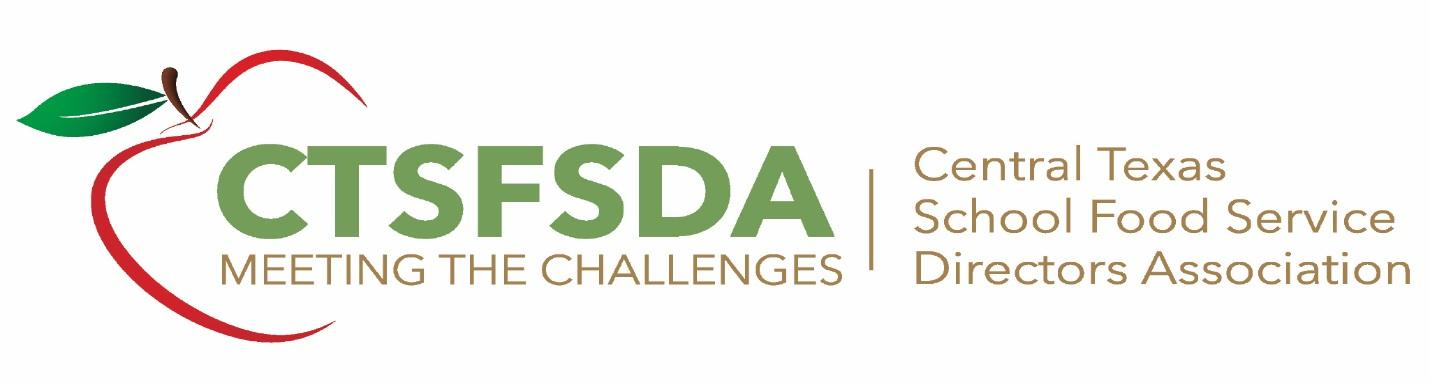 CTSFSDA
MEETING THE CHALLENGES
Central Texas
School Food Service
Directors Association